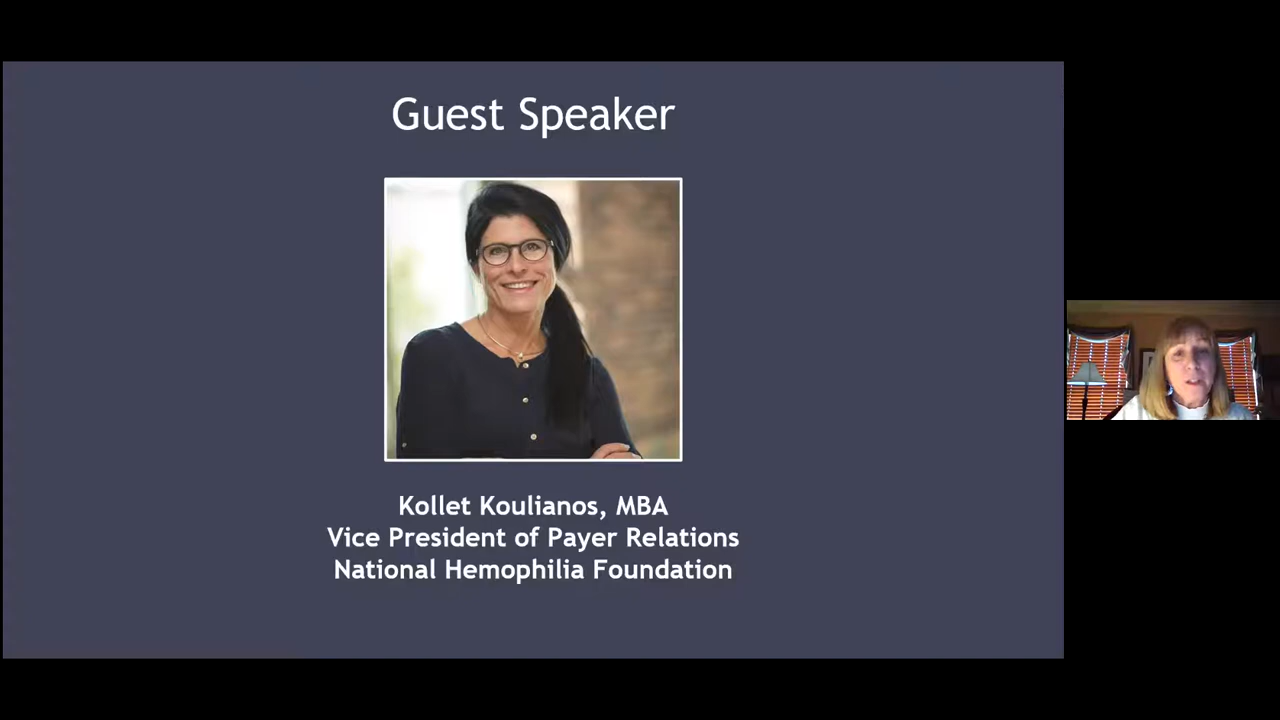 Guest Speaker
Kollet Koulianos, MBA
Vice President of Payer Relations
National Hemophilia Foundation